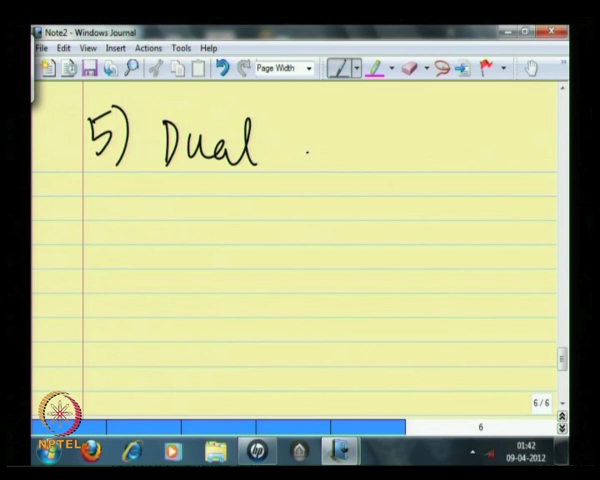 Note2 - Windows Journal
File Edit View Insert Actions Tools Help
Page Width
5) Dual
6 / 6
6
NPTEL
hp
01:42
09-04-2012